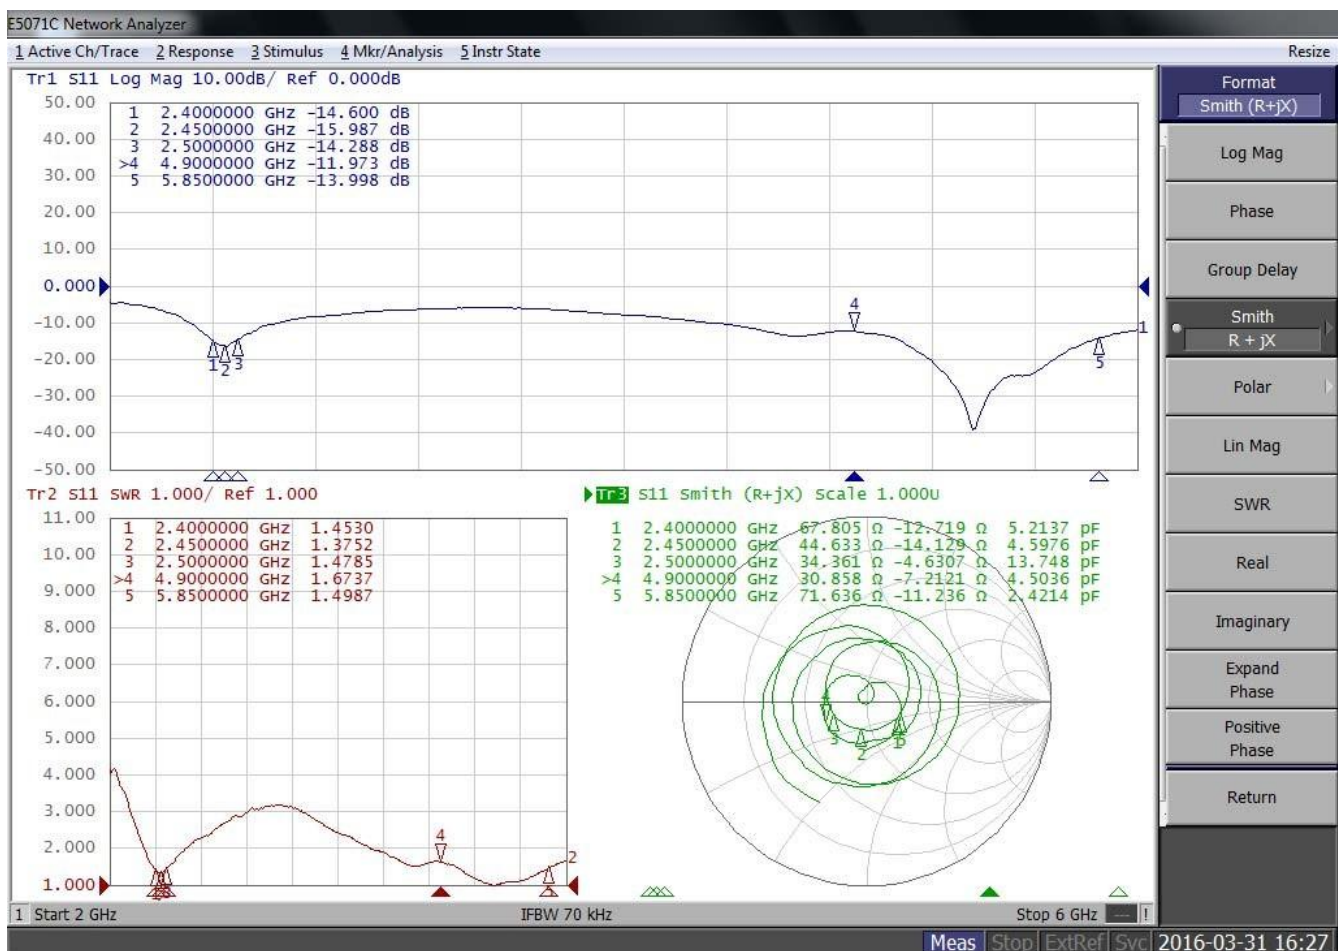 E5071C Network Analyzer
1 Active Ch/Trace 2 Response 3 Stimulus 4 Mkr/Analysis 5 Instr State Resize
Tr1 S11 Log Mag 10.00dB/ Ref 0.000dB
50.00
40.00
30.00
20.00
10.00
0.000
-10.00
-20.00
-30.00
-40.00
-50.00
1 2.4000000 GHz -14.600 dB
2 2.4500000 GHz -15.987 dB
3 2.5000000 GHz -14.288 dB
>4 4.9000000 GHz -11.973 dB
5 5.8500000 GHz -13.998 dB
1
2
3
4
5
1
Tr2 S11 SWR 1.000/ Ref 1.000
11.00
10.00
9.000
8.000
7.000
6.000
5.000
4.000
3.000
2.000
1.000
1 2.4000000 GHz 1.4530
2 2.4500000 GHz 1.3752
3 2.5000000 GHz 1.4785
>4 4.9000000 GHz 1.6737
5 5.8500000 GHz 1.4987
4
2
Tr3 S11 Smith (R+jX) Scale 1.000U
1 2.4000000 GHz 67.805 Ω -12.719 Ω 5.2137 pF
2 2.4500000 GHz 44.633 Ω -14.129 Ω 4.5976 pF
3 2.5000000 GHz 34.361 Ω -4.6307 Ω 13.748 pF
>4 4.9000000 GHz 30.858 Ω -7.2121 Ω 4.5036 pF
5 5.8500000 GHz 71.636 Ω -11.236 Ω 2.4214 pF
4
3
2
Format
Smith (R+jX)
Log Mag
Phase
Group Delay
Smith
R + jX
Polar
Lin Mag
SWR
Real
Imaginary
Expand
Phase
Positive
Phase
Return
1 Start 2 GHz IFBW 70 kHz Stop 6 GHz --- !
Meas Stop ExtRef Svc 2016-03-31 16:27